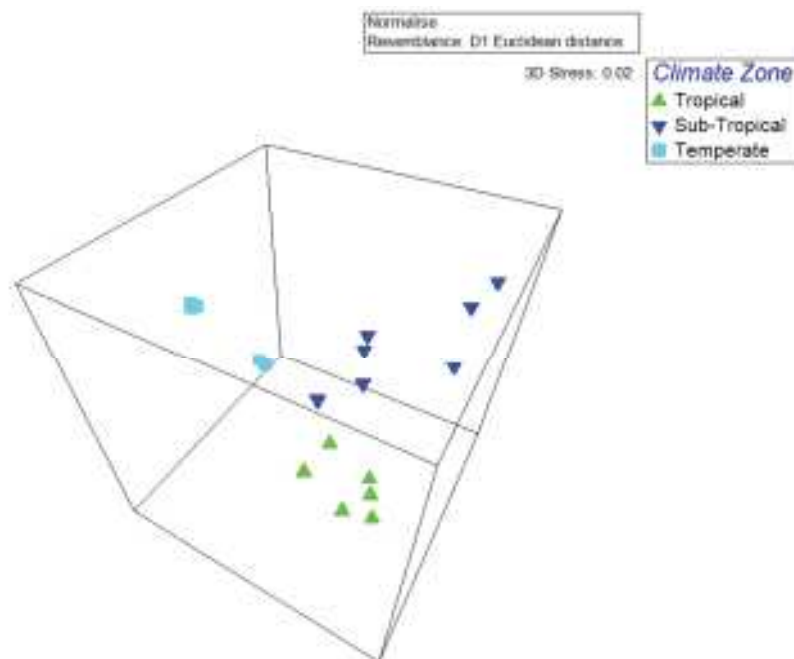 Normalise
Resemblance: D1 Euclidean distance
3D Stress: 0.02
Climate Zone
Tropical
Sub-Tropical
Temperate